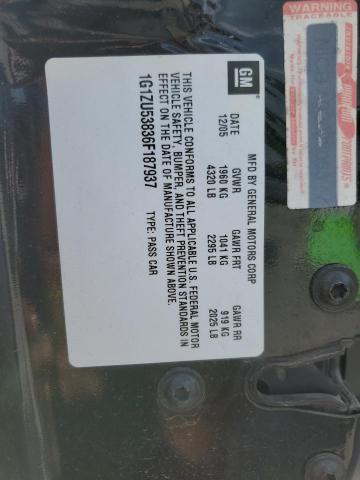 GM
MFD BY GENERAL MOTORS CORP
DATE GVWR GAWR FRT GAWR RR
12/05 1960 KG 1041 KG 919 KG
4320 LB 2295 LB 2025 LB
THIS VEHICLE CONFORMS TO ALL APPLICABLE U.S. FEDERAL MOTOR
VEHICLE SAFETY, BUMPER, AND THEFT PREVENTION STANDARDS IN
EFFECT ON THE DATE OF MANUFACTURE SHOWN ABOVE.
1G1ZU53836F187937 TYPE: PASS CAR
WARNING
TRACEABLE